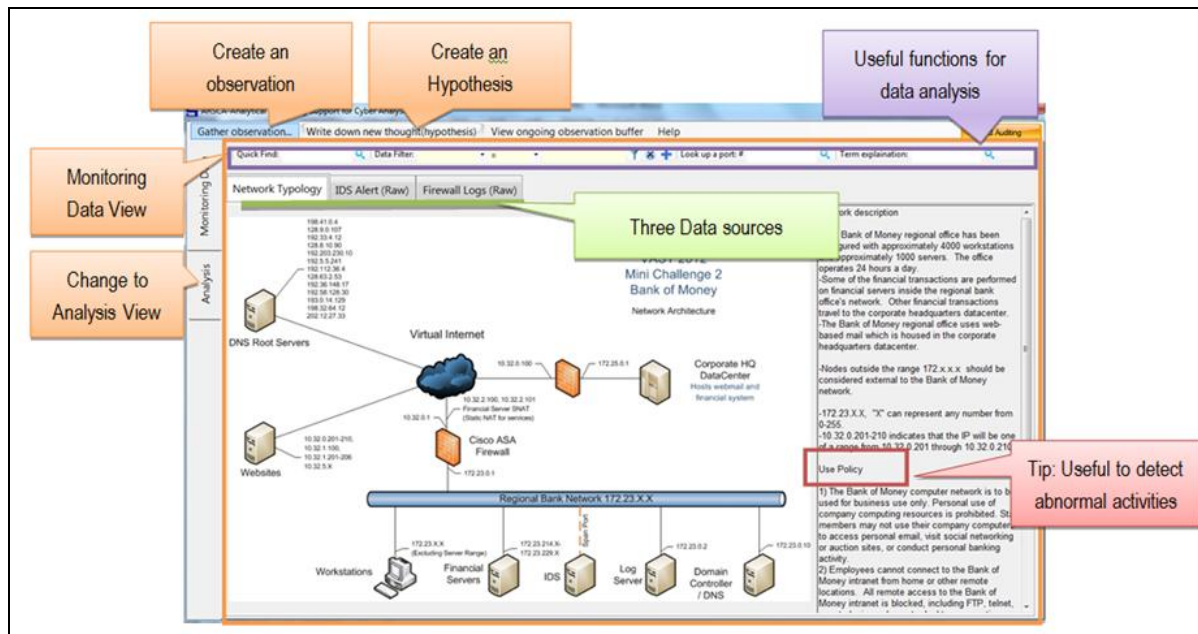 Create an
observation
Create an
Hypothesis
Useful functions for
data analysis
Support for Cyber
Gather observation...
Write down new thought(hypothesis)
View ongoing observation buffer
Help
Auditing
Monitoring
Data View
Change to
Analysis View
Analysis
Quick Find:
Data Filter:
Look up a port: #
Term explaination:
Network Typology
IDS Alert (Raw)
Firewall Logs (Raw)
Three Data sources
198.41.0.4
128.9.0.107
192.33.4.12
128.8.10.90
192.203.230.10
192.5.5.241
192.112.36.4
128.63.2.53
192.36.148.17
192.58.128.30
193.0.14.129
198.32.64.12
202.12.27.33
DNS Root Servers
VAST 2012
Mini Challenge 2
Bank of Money
Network Architecture
Virtual Internet
10.32.0.100
172.25.0.1
Corporate HQ
DataCenter
Hosts webmail and
financial system
10.32.2.100, 10.32.2.101
Financial Server SNAT
(Static NAT for services)
10.32.0.1
Cisco ASA
Firewall
172.23.0.1
10.32.0.201-210,
10.32.1.100,
10.32.1.201-206
10.32.5.X
Websites
Regional Bank Network 172.23.X.X
Span Port
172.23.X.X
(Excluding Server Range)
Workstations
172.23.214.X-
172.23.229.X
Financial
Servers
IDS
Log
Server
172.23.0.2
Domain
Controller
/ DNS
172.23.0.10
description
Bank of Money regional office has been
with approximately 4000 workstations
approximately 1000 servers. The office
operates 24 hours a day.
-Some of the financial transactions are performed
on financial servers inside the regional bank
office's network. Other financial transactions
travel to the corporate headquarters datacenter.
-The Bank of Money regional office uses web-
based mail which is housed in the corporate
headquarters datacenter.
-Nodes outside the range 172.x.x.x should be
considered external to the Bank of Money
network.
-172.23.X.X, "X" can represent any number from
0-255.
-10.32.0.201-210 indicates that the IP will be one
of a range from 10.32.0.201 through 10.32.0.210
Use Policy
Tip: Useful to detect
abnormal activities
1) The Bank of Money computer network is to b
used for business use only. Personal use of
company computing resources is prohibited. St
members may not use their company computer
to access personal email, visit social networking
or auction sites, or conduct personal banking
activity.
2) Employees cannot connect to the Bank of
Money intranet from home or other remote
locations. All remote access to the Bank of
Money intranet is blocked, including FTP, telnet,